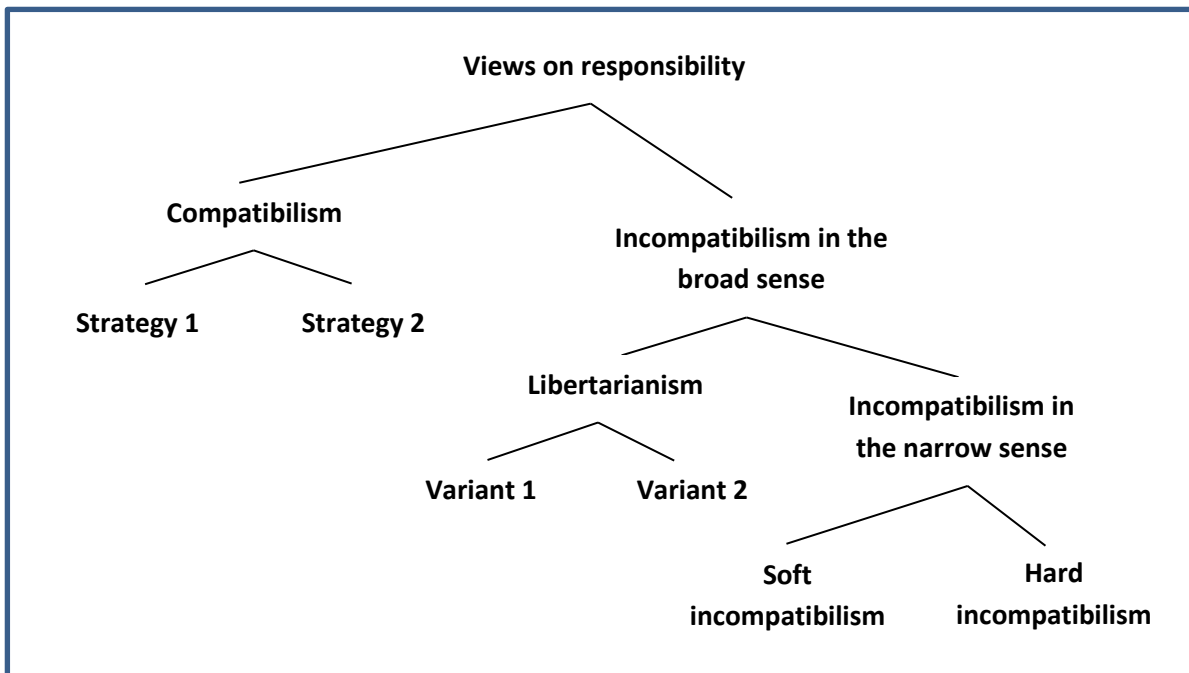 Views on responsibility
Compatibilism
Incompatibilism in the
broad sense
Strategy 1
Strategy 2
Libertarianism
Incompatibilism in
the narrow sense
Variant 1
Variant 2
Soft
incompatibilism
Hard
incompatibilism